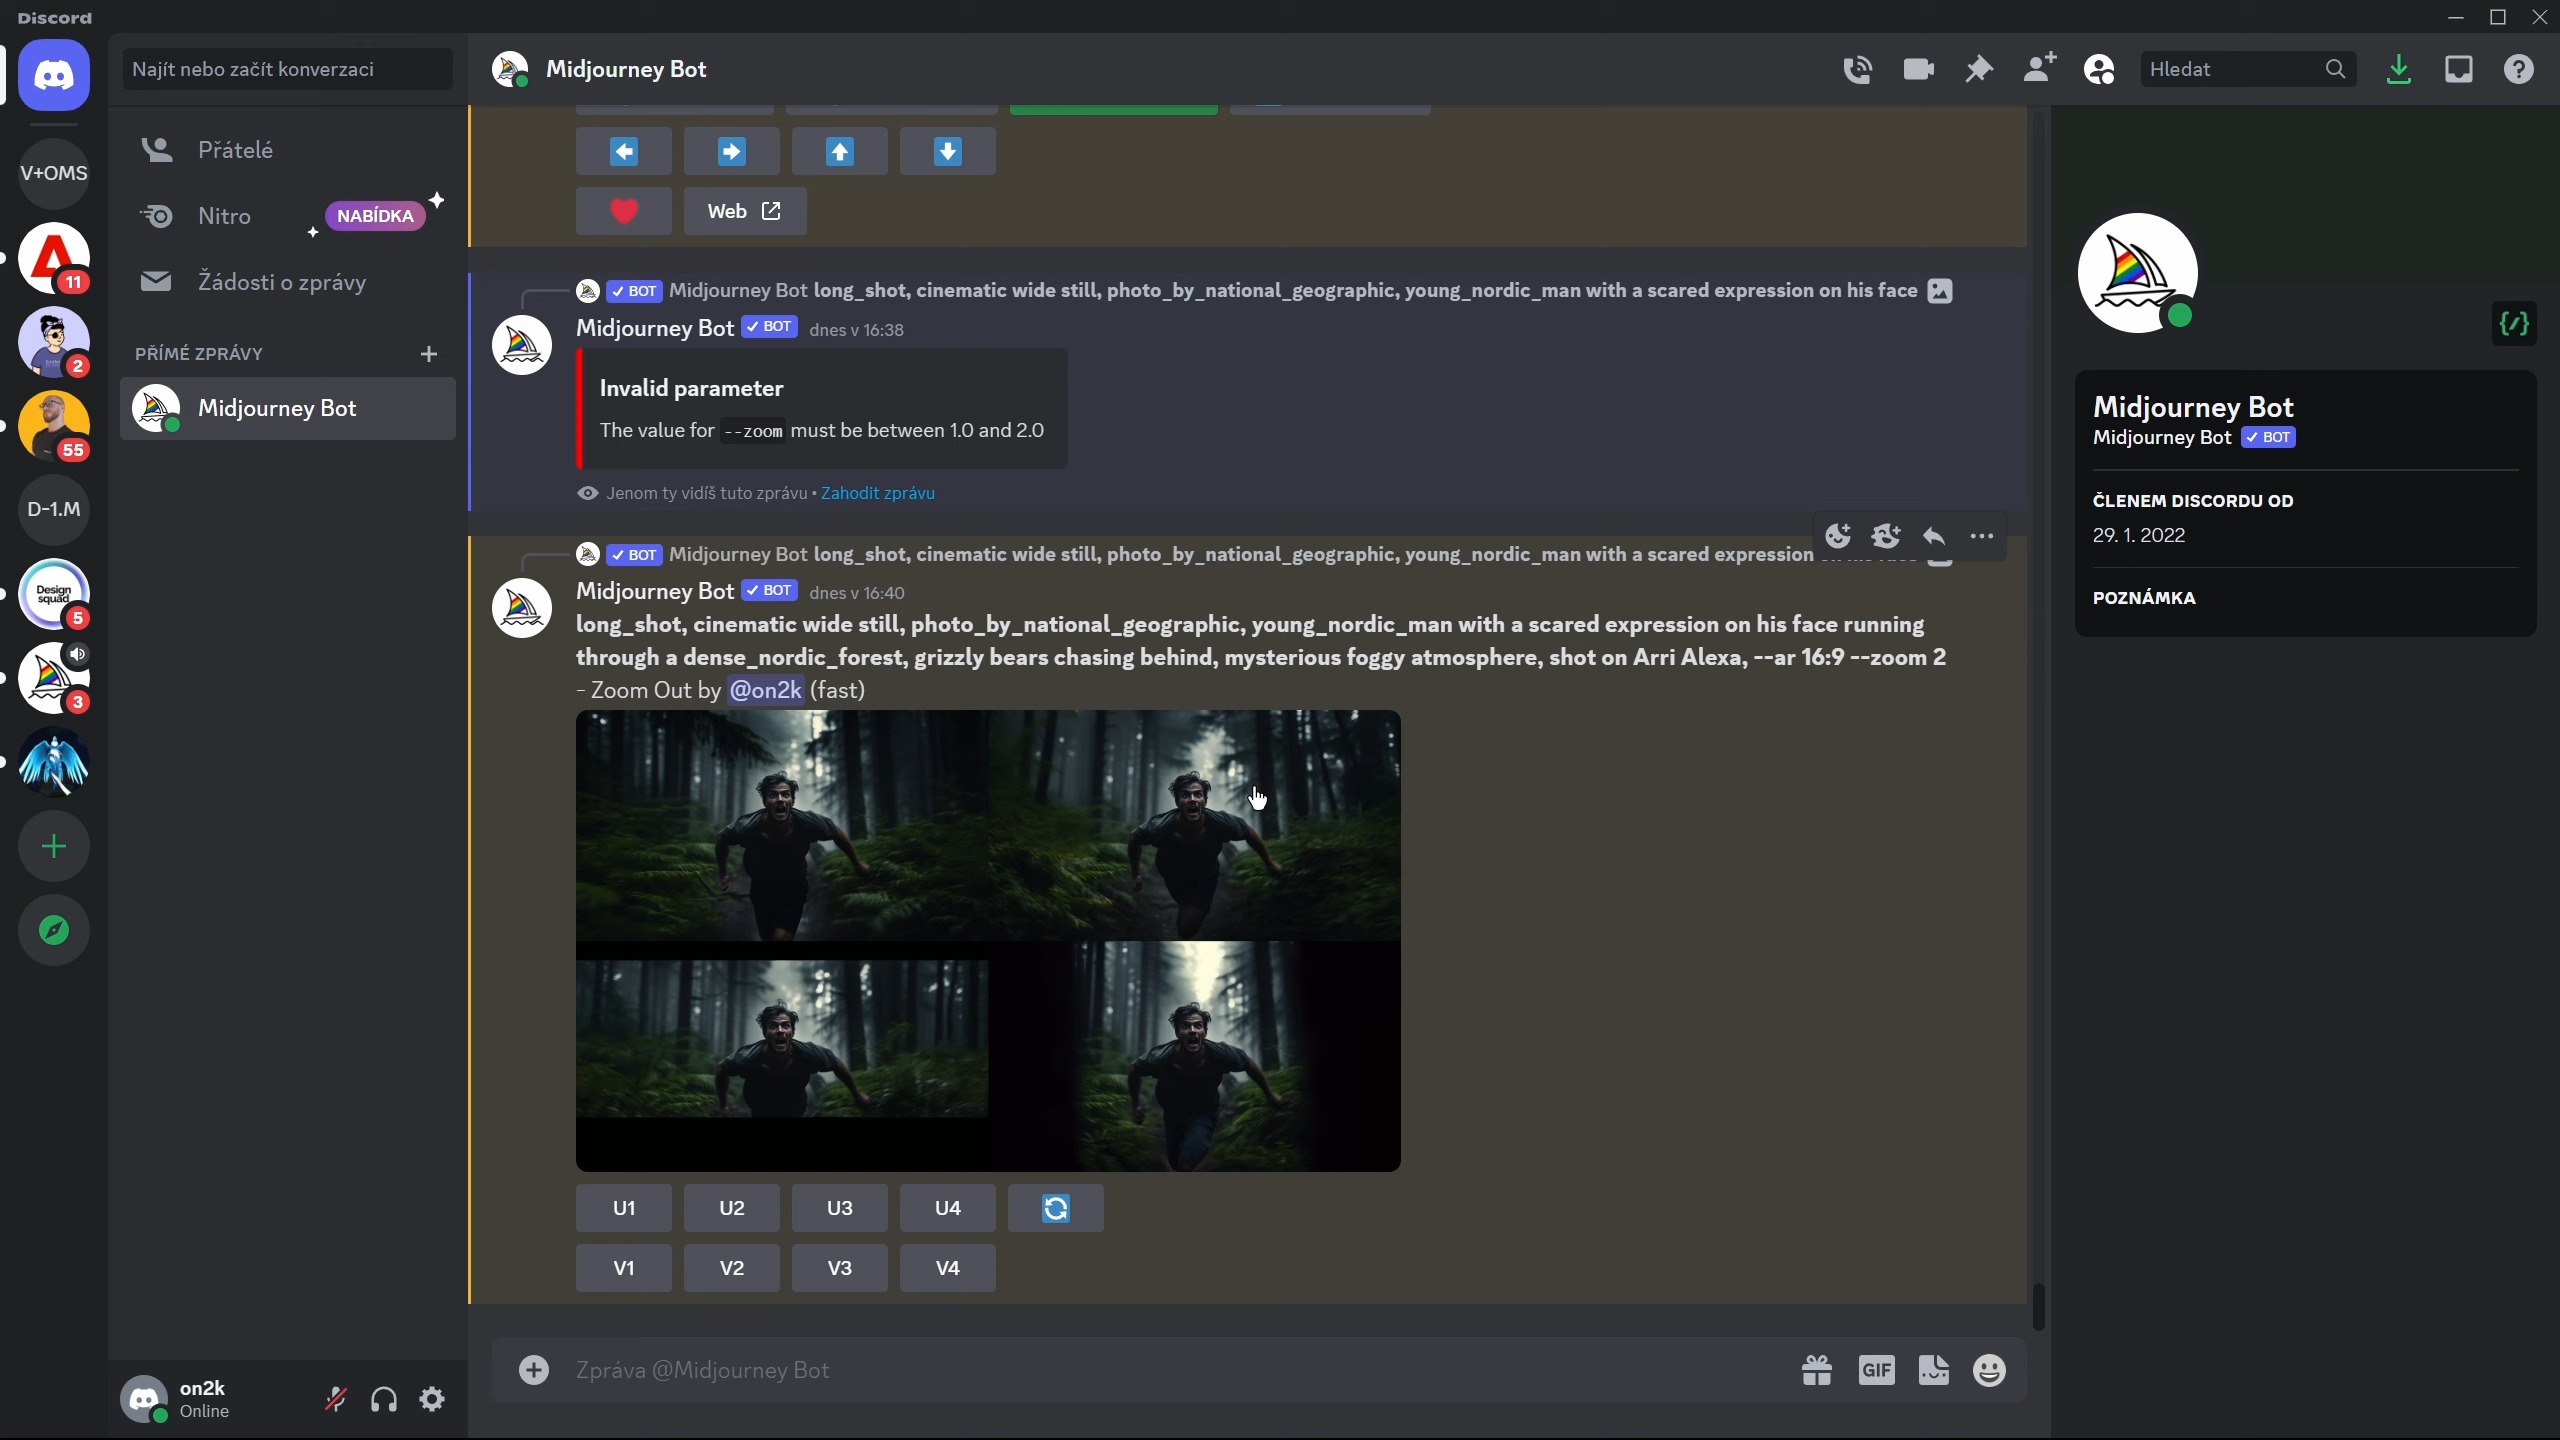 Discord
V+OMS
11
2
55
D-1.M
Design
squad
5
3
Najít nebo začít konverzaci
Přátelé
Nitro
NABÍDKA
Žádosti o zprávy
PŘÍMÉ ZPRÁVY
Midjourney Bot
on2k
Online
Midjourney Bot
Hledat
Web
BOT Midjourney Bot long_shot, cinematic wide still, photo_by_national_geographic, young_nordic_man with a scared expression on his face
Midjourney Bot BOT dnes v 16:38
Invalid parameter
The value for --zoom must be between 1.0 and 2.0
Jenom ty vidíš tuto zprávu • Zahodit zprávu
BOT Midjourney Bot long_shot, cinematic wide still, photo_by_national_geographic, young_nordic_man with a scared expression
Midjourney Bot BOT dnes v 16:40
long_shot, cinematic wide still, photo_by_national_geographic, young_nordic_man with a scared expression on his face running
through a dense_nordic_forest, grizzly bears chasing behind, mysterious foggy atmosphere, shot on Arri Alexa, --ar 16:9 --zoom 2
- Zoom Out by @on2k (fast)
U1 U2 U3 U4
V1 V2 V3 V4
Zpráva @Midjourney Bot
GIF
Midjourney Bot
Midjourney Bot BOT
ČLENEM DISCORDU OD
29. 1. 2022
POZNÁMKA